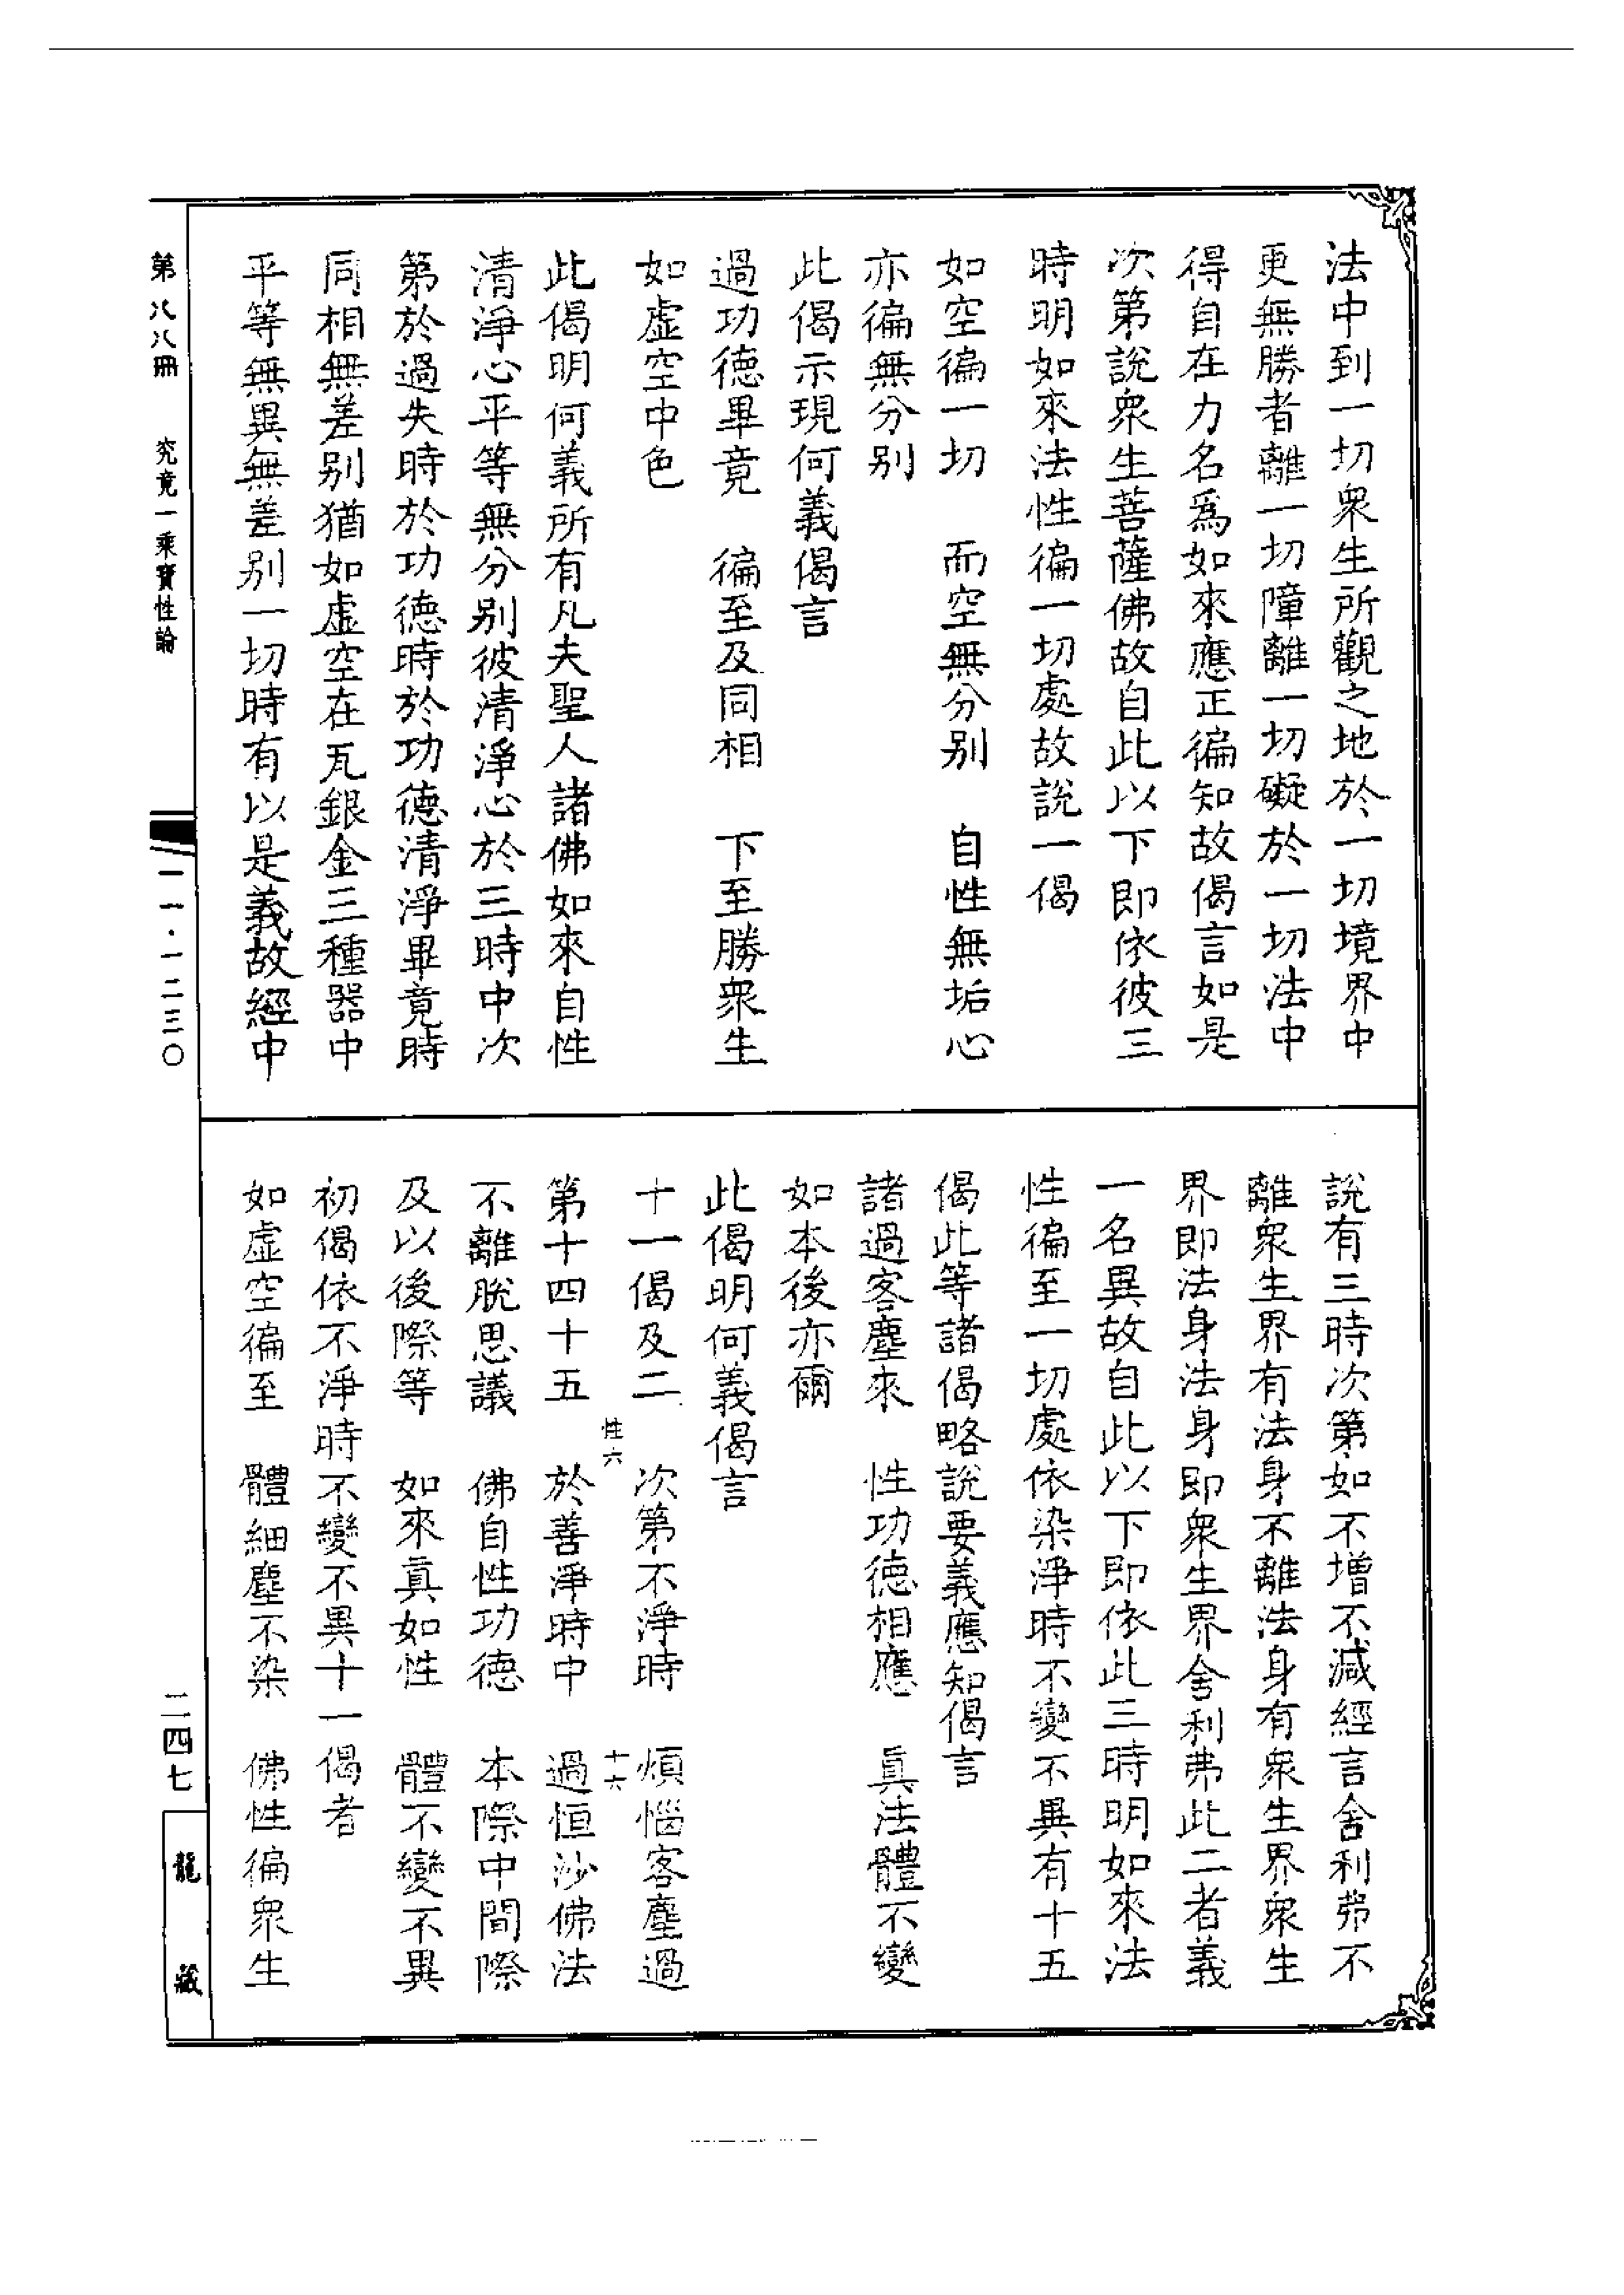 法中到一切衆生所觀之地於一切境界中
更無勝者離一切障離一切礙於一切法中
得自在力名爲如來應正徧知故偈言如是
次第說衆生菩薩佛故自此以下即依彼三
時明如來法性徧一切處故說一偈
如空徧一切　而空無分别　自性無垢心
亦徧無分别
此偈示現何義偈言
過功德畢竟　徧至及同相　下至勝衆生
如虛空中色
此偈明何義所有凡夫聖人諸佛如來自性
清淨心平等無分别彼清淨心於三時中次
第於過失時於功德時於功德清淨畢竟時
同相無差别猶如虛空在瓦銀金三種器中
平等無異無差别一切時有以是義故經中
說有三時次第如不增不減經言舍利弗不
離衆生界有法身不離法身有衆生界衆生
界即法身法身即衆生界舍利弗此二者義
一名異故自此以下即依此三時明如來法
性徧至一切處依染淨時不變不異有十五
偈此等諸偈略說要義應知偈言
諸過客塵來　性功德相應　真法體不變
如本後亦爾
此偈明何義偈言
十一偈及二　次第不淨時　煩惱客塵過
性六　十六
第十四十五　於善淨時中　過恒沙佛法
不離脫思議　佛自性功德　本際中間際
及以後際等　如來真如性　體不變不異
初偈依不淨時不變不異十一偈者
如虛空徧至　體細塵不染　佛性徧衆生
第八八冊　究竟一乘寶性論　一一·一二三〇
二四七　龍藏